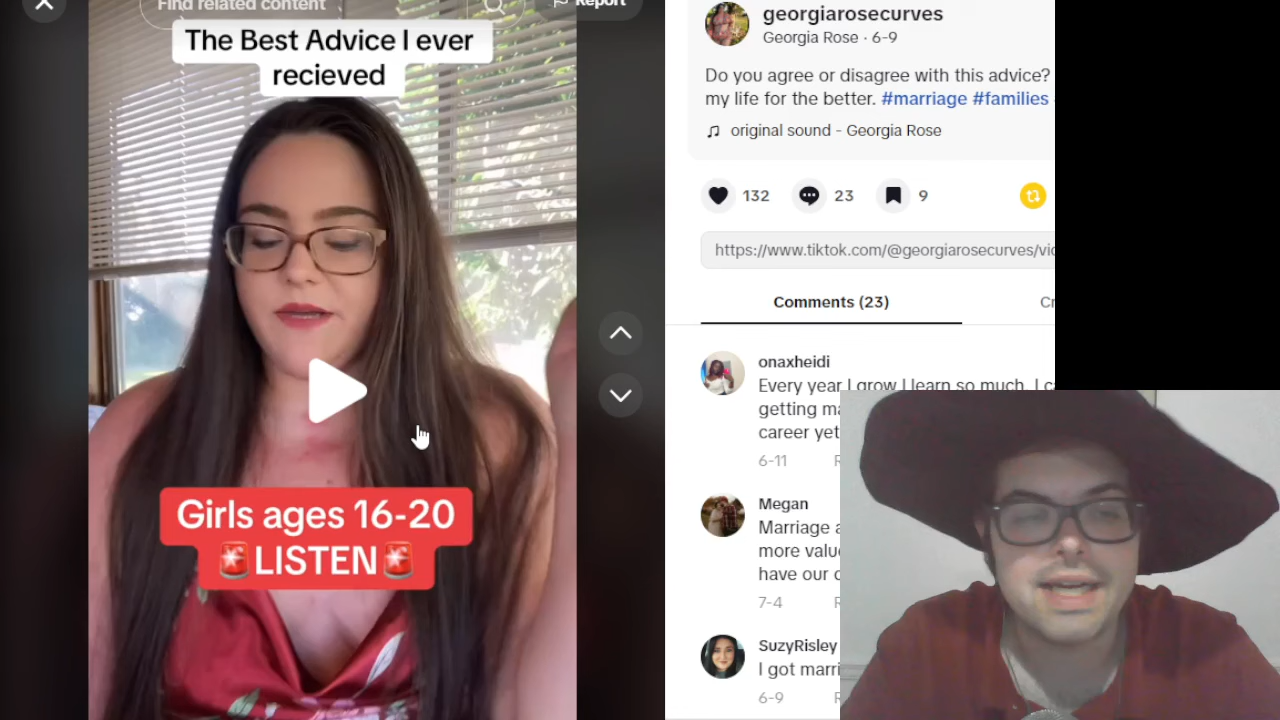 Find related content
Report
The Best Advice I ever
recieved
Girls ages 16-20
🚨LISTEN🚨
georgiarosecurves
Georgia Rose · 6-9
Do you agree or disagree with this advice?
my life for the better. #marriage #families
original sound - Georgia Rose
132
23
9
https://www.tiktok.com/@georgiarosecurves/
Comments (23)
onaxheidi
Every year I grow I learn so much, I
getting
career yet
6-11
Megan
Marriage
more
have our
7-4
SuzyRisley
I got
6-9